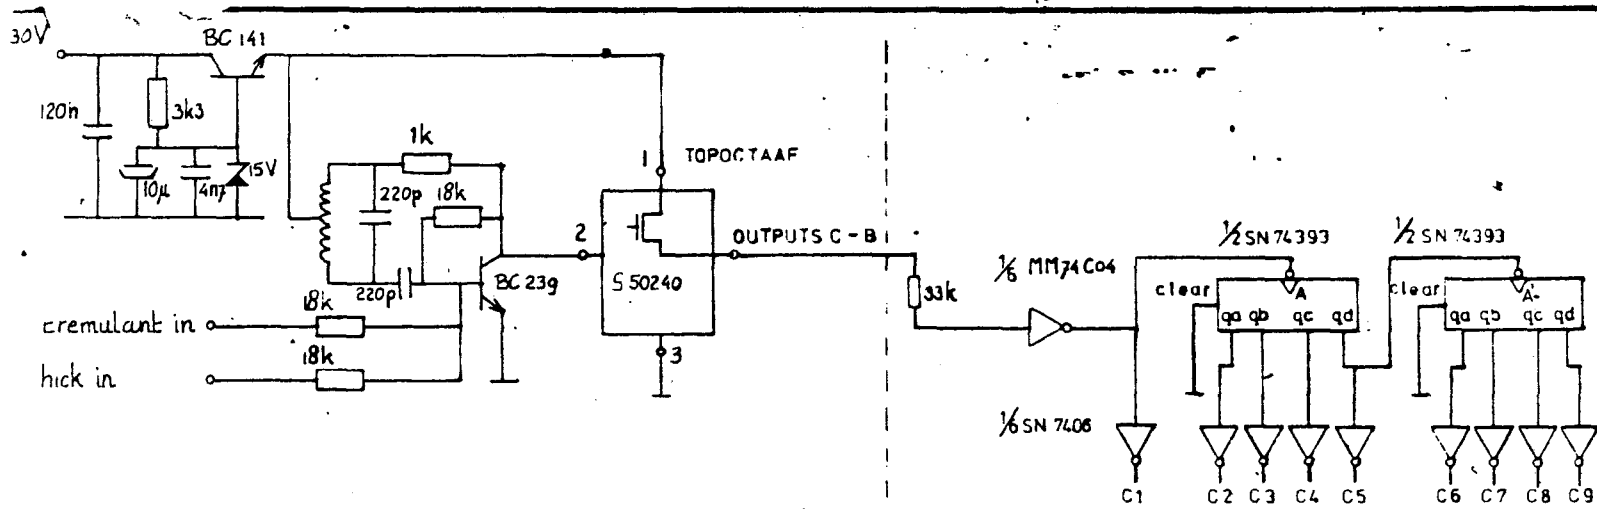 30V
BC 141
120n
3k3
10µ
4n7
15V
1k
220p
18k
220p
BC 239
18k
cremulant in
18k
hick in
1
TOPOCTAAF
2
S 50240
3
OUTPUTS C - B
33k
1/6 MM74C04
1/2 SN 74393
1/2 SN 74393
clear
A
qa qb qc qd
clear
A
qa qb qc qd
1/6 SN 7406
C1 C2 C3 C4 C5 C6 C7 C8 C9